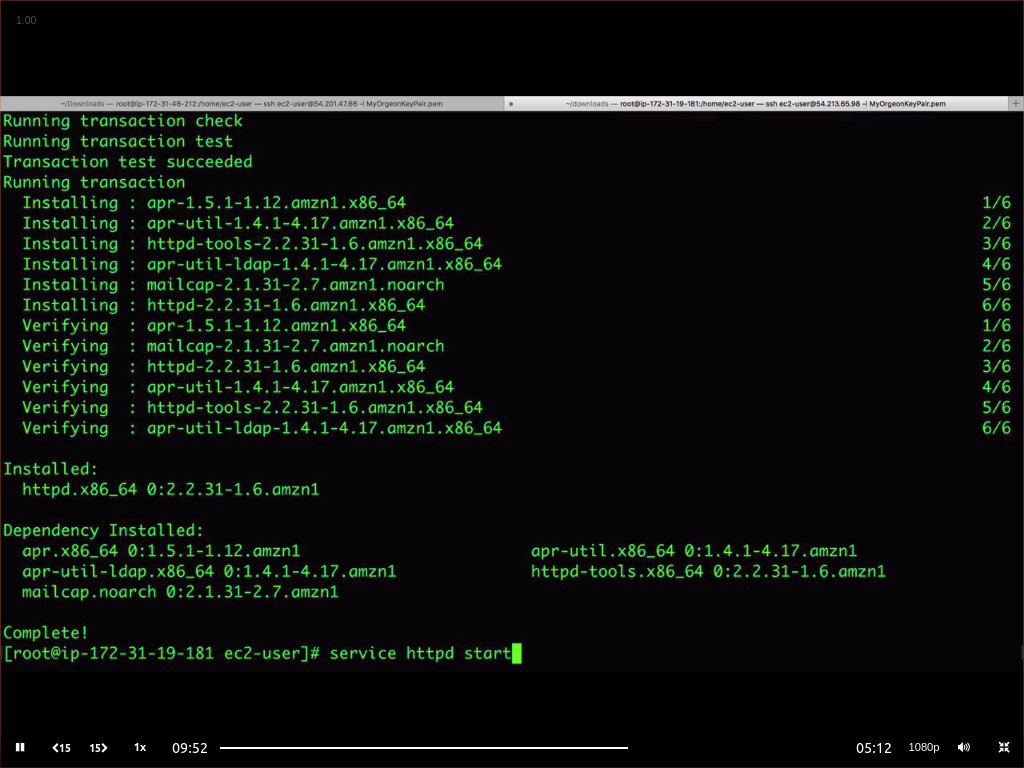 1.00
~/Downloads — root@ip-172-31-46-212:/home/ec2-user — ssh ec2-user@54.201.47.66 -i MyOrgeonKeyPair.pem
~/downloads — root@ip-172-31-19-181:/home/ec2-user — ssh ec2-user@54.213.65.98 -i MyOrgeonKeyPair.pem +
Running transaction check
Running transaction test
Transaction test succeeded
Running transaction
Installing : apr-1.5.1-1.12.amzn1.x86_64 1/6
Installing : apr-util-1.4.1-4.17.amzn1.x86_64 2/6
Installing : httpd-tools-2.2.31-1.6.amzn1.x86_64 3/6
Installing : apr-util-ldap-1.4.1-4.17.amzn1.x86_64 4/6
Installing : mailcap-2.1.31-2.7.amzn1.noarch 5/6
Installing : httpd-2.2.31-1.6.amzn1.x86_64 6/6
Verifying : apr-1.5.1-1.12.amzn1.x86_64 1/6
Verifying : mailcap-2.1.31-2.7.amzn1.noarch 2/6
Verifying : httpd-2.2.31-1.6.amzn1.x86_64 3/6
Verifying : apr-util-1.4.1-4.17.amzn1.x86_64 4/6
Verifying : httpd-tools-2.2.31-1.6.amzn1.x86_64 5/6
Verifying : apr-util-ldap-1.4.1-4.17.amzn1.x86_64 6/6
Installed:
httpd.x86_64 0:2.2.31-1.6.amzn1
Dependency Installed:
apr.x86_64 0:1.5.1-1.12.amzn1 apr-util.x86_64 0:1.4.1-4.17.amzn1
apr-util-ldap.x86_64 0:1.4.1-4.17.amzn1 httpd-tools.x86_64 0:2.2.31-1.6.amzn1
mailcap.noarch 0:2.1.31-2.7.amzn1
Complete!
[root@ip-172-31-19-181 ec2-user]# service httpd start
15 15 1x 09:52 05:12 1080p